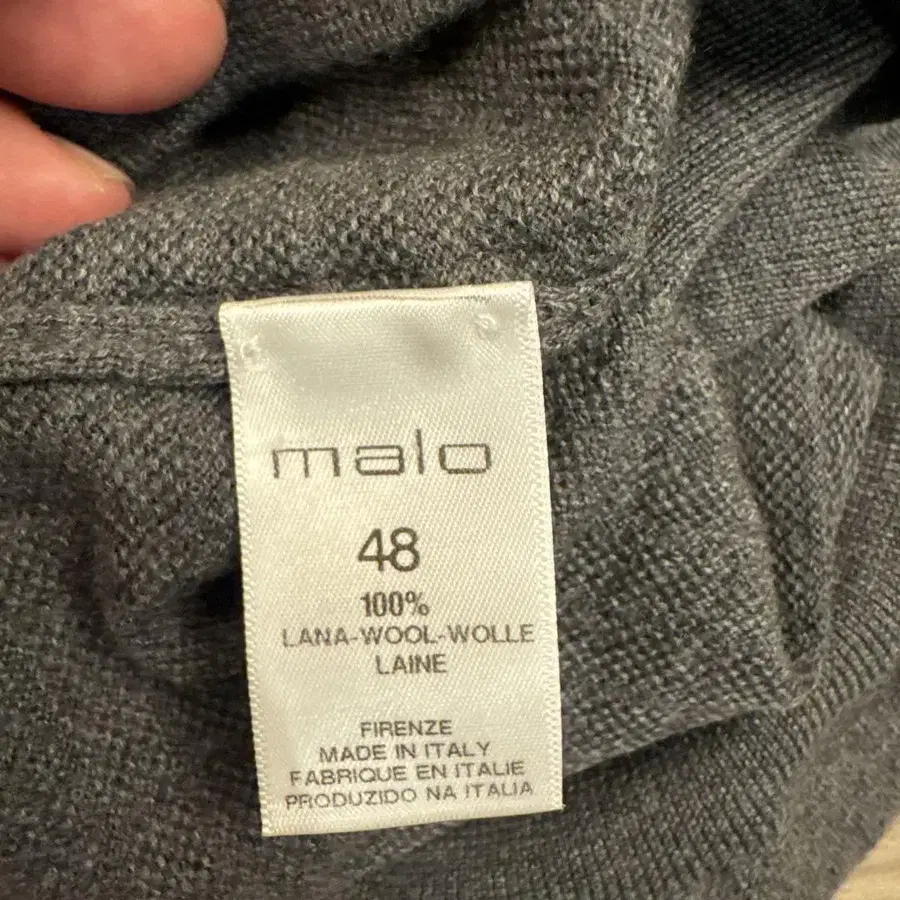 malo
48
100%
LANA-WOOL-WOLLE
LAINE
FIRENZE
MADE IN ITALY
FABRIQUE EN ITALIE
PRODUZIDO NA ITALIA